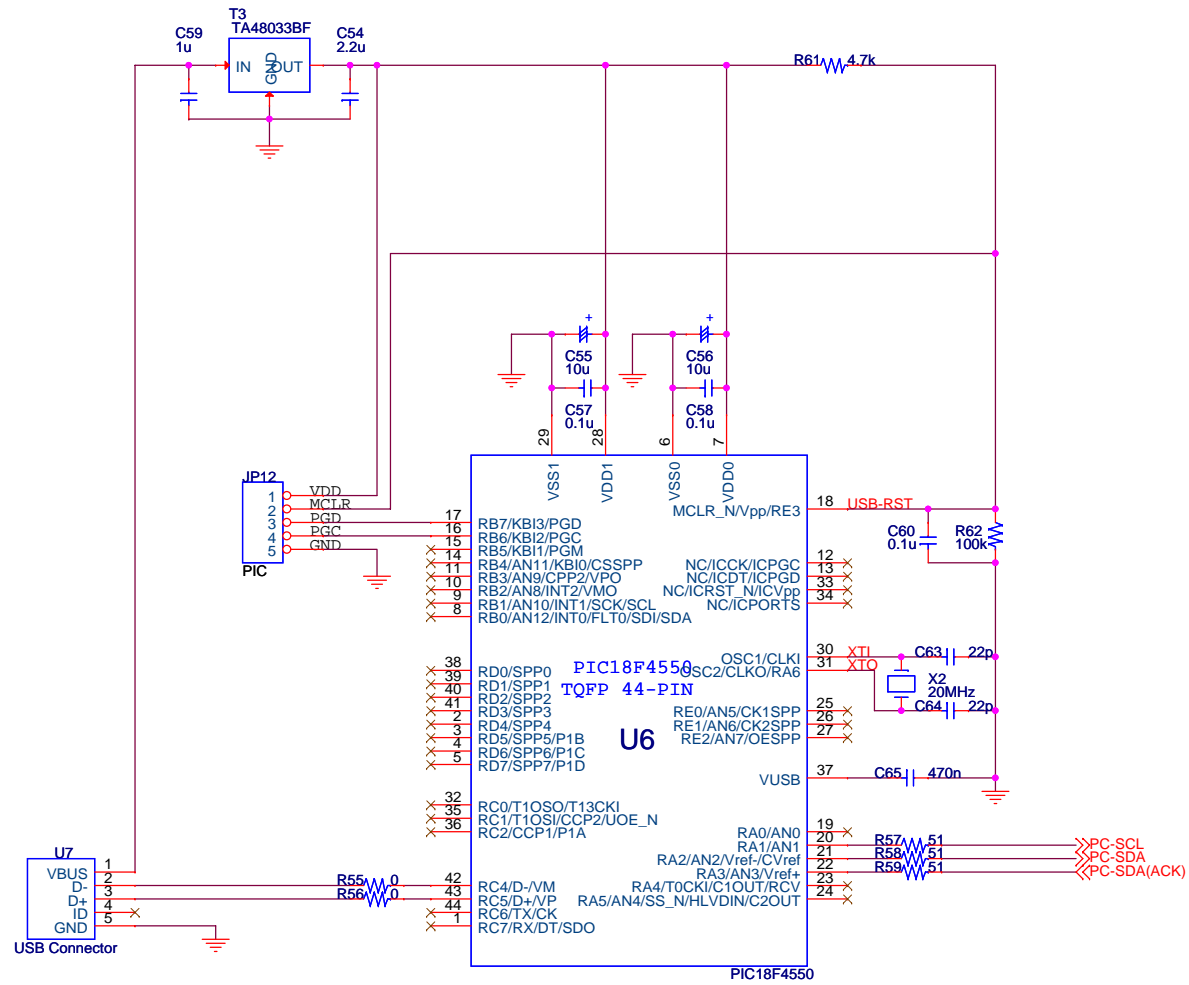 T3
TA48033BF
C59
1u
C54
2.2u
IN
GND
OUT
R61
4.7k
+
C55
10u
C57
0.1u
+
C56
10u
C58
0.1u
29
28
6
7
VSS1
VDD1
VSS0
VDD0
JP12
1
VDD
2
MCLR
3
PGD
4
PGC
5
GND
PIC
17
RB7/KBI3/PGD
16
RB6/KBI2/PGC
15
RB5/KBI1/PGM
14
RB4/AN11/KBI0/CSSPP
11
RB3/AN9/CPP2/VPO
10
RB2/AN8/INT2/VMO
9
RB1/AN10/INT1/SCK/SCL
8
RB0/AN12/INT0/FLT0/SDI/SDA
MCLR_N/Vpp/RE3
18
USB-RST
C60
0.1u
R62
100k
NC/ICCK/ICPGC
12
NC/ICDT/ICPGD
13
NC/ICRST_N/ICVpp
33
NC/ICPORTS
34
38
RD0/SPP0
39
RD1/SPP1
40
RD2/SPP2
41
RD3/SPP3
2
RD4/SPP4
3
RD5/SPP5/P1B
4
RD6/SPP6/P1C
5
RD7/SPP7/P1D
PIC18F4550
TQFP 44-PIN
U6
OSC1/CLKI
30
XTI
OSC2/CLKO/RA6
31
XTO
C63
22p
X2
20MHz
C64
22p
RE0/AN5/CK1SPP
25
RE1/AN6/CK2SPP
26
RE2/AN7/OESPP
27
VUSB
37
C65
470n
32
RC0/T1OSO/T13CKI
35
RC1/T1OSI/CCP2/UOE_N
36
RC2/CCP1/P1A
RA0/AN0
19
RA1/AN1
20
R57
51
PC-SCL
RA2/AN2/Vref-/CVref
21
R58
51
PC-SDA
RA3/AN3/Vref+
22
R59
51
PC-SDA(ACK)
RA4/T0CKI/C1OUT/RCV
23
RA5/AN4/SS_N/HLVDIN/C2OUT
24
U7
VBUS
1
D-
2
D+
3
ID
4
GND
5
USB Connector
R55
0
R56
0
42
RC4/D-/VM
43
RC5/D+/VP
44
RC6/TX/CK
1
RC7/RX/DT/SDO
PIC18F4550